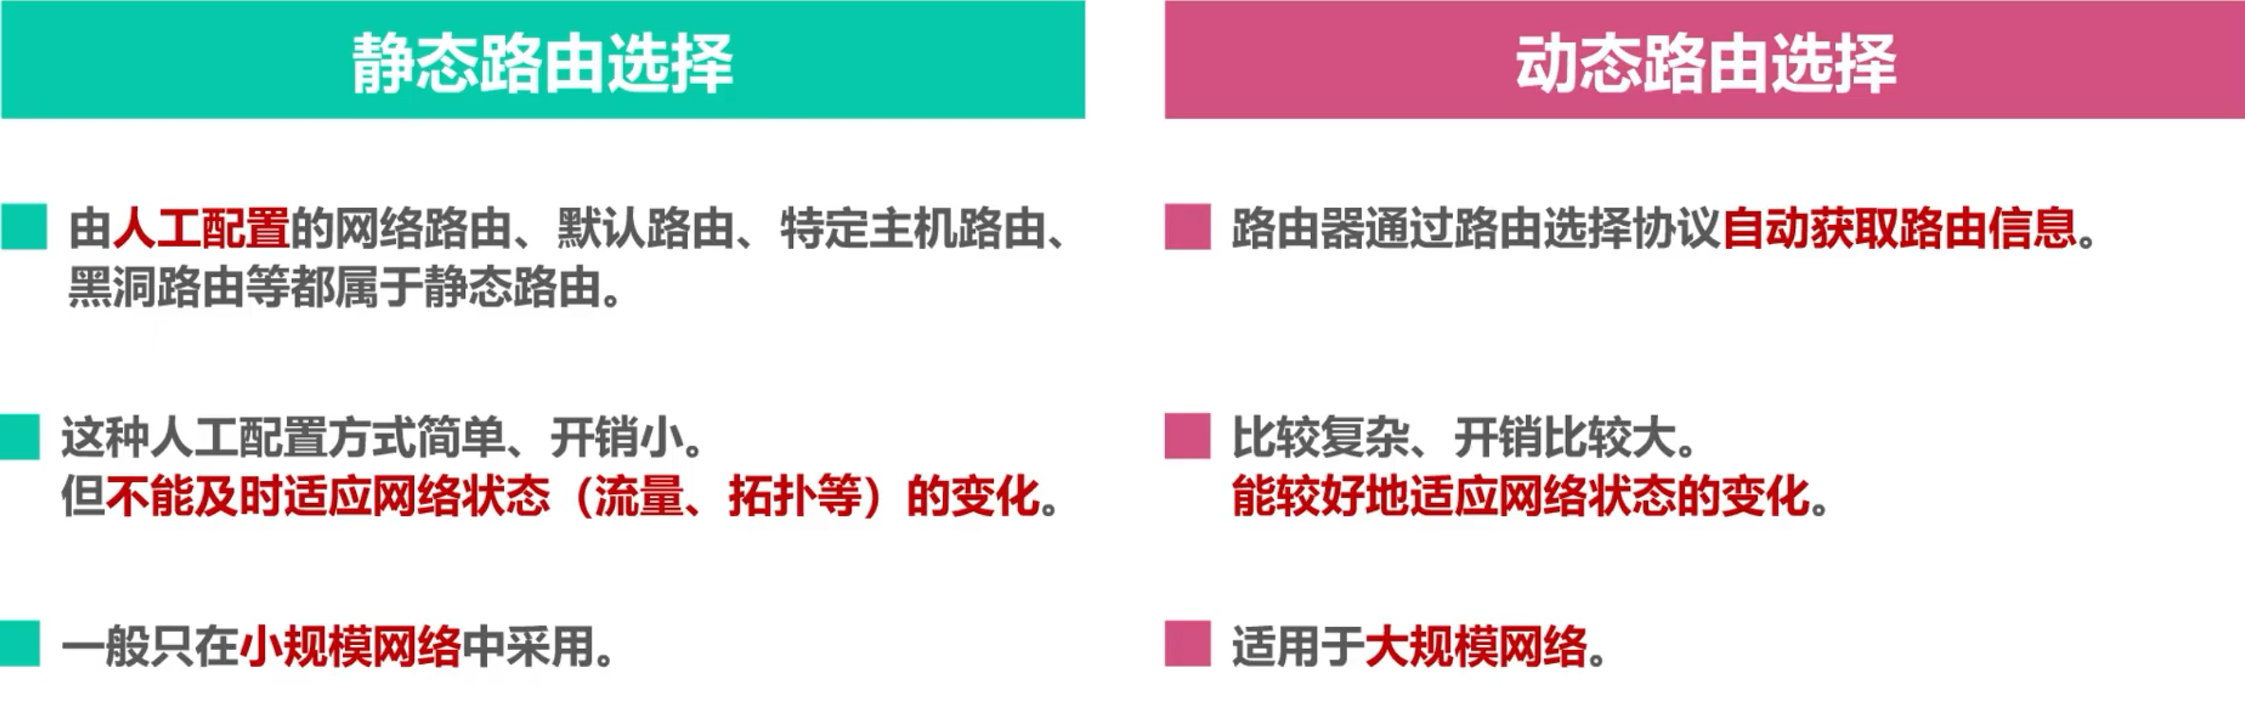 静态路由选择
由人工配置的网络路由、默认路由、特定主机路由、
黑洞路由等都属于静态路由。
这种人工配置方式简单、开销小。
但不能及时适应网络状态（流量、拓扑等）的变化。
一般只在小规模网络中采用。
动态路由选择
路由器通过路由选择协议自动获取路由信息。
比较复杂、开销比较大。
能较好地适应网络状态的变化。
适用于大规模网络。